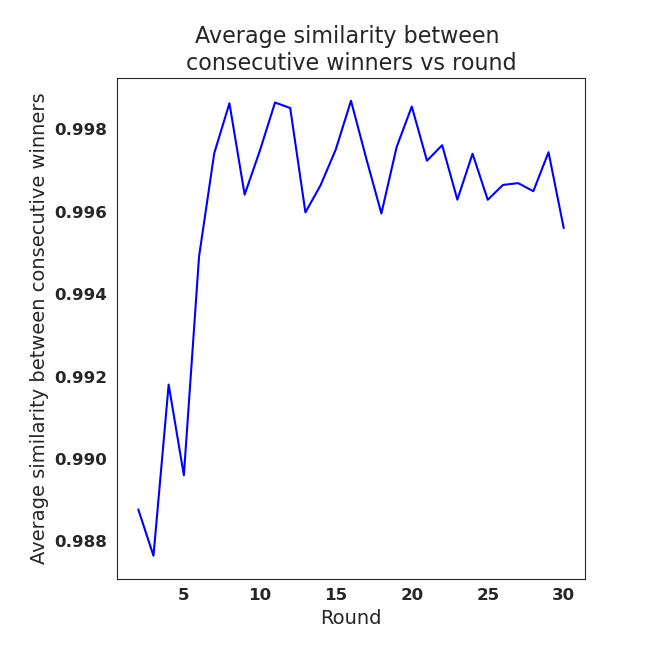 Average similarity between
consecutive winners vs round
Average similarity between consecutive winners
0.998
0.996
0.994
0.992
0.990
0.988
5 10 15 20 25 30
Round